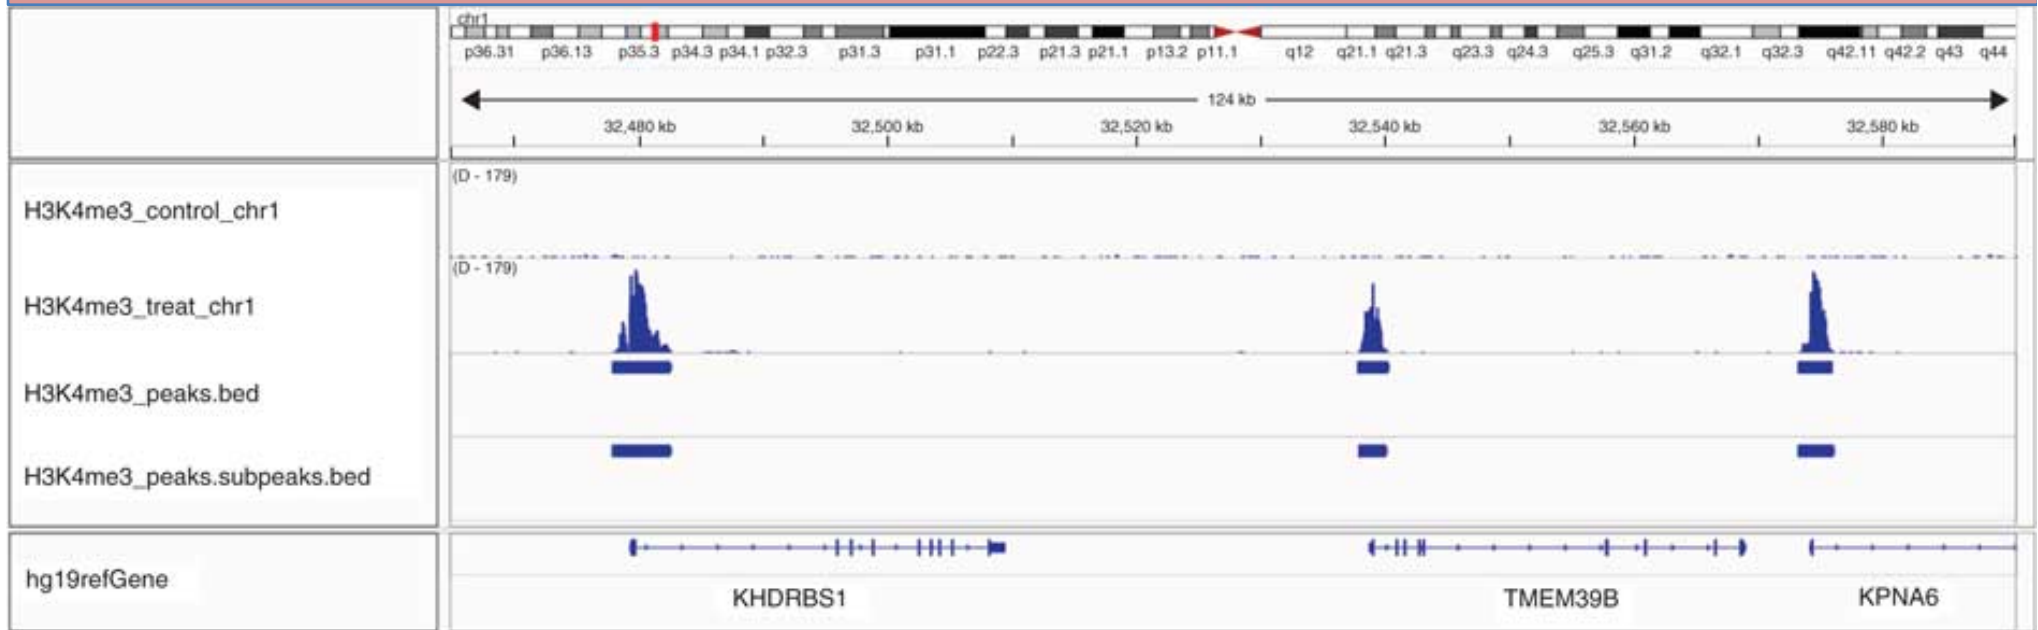 chr1
p36.31 p36.13 p35.3 p34.3 p34.1 p32.3 p31.3 p31.1 p22.3 p21.3 p21.1 p13.2 p11.1 q12 q21.1 q21.3 q23.3 q24.3 q25.3 q31.2 q32.1 q32.3 q42.11 q42.2 q43 q44
124 kb
32,480 kb 32,500 kb 32,520 kb 32,540 kb 32,560 kb 32,580 kb
(D - 179)
H3K4me3_control_chr1
(D - 179)
H3K4me3_treat_chr1
H3K4me3_peaks.bed
H3K4me3_peaks.subpeaks.bed
hg19refGene
KHDRBS1 TMEM39B KPNA6